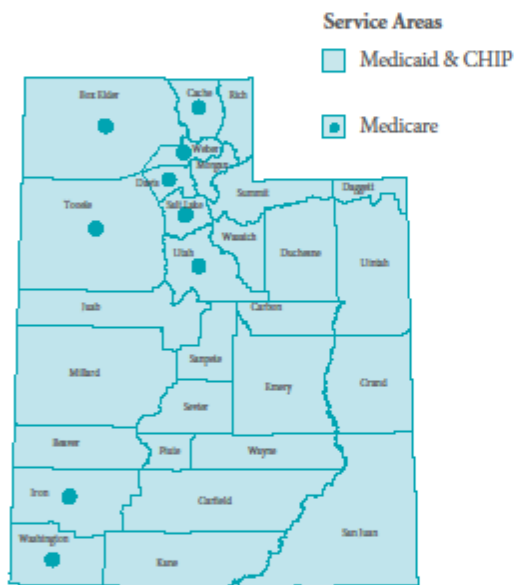 Service Areas
Medicaid & CHIP
Medicare
Box Elder
Cache
Rich
Weber
Morgan
Davis
Summit
Daggett
Tooele
Salt Lake
Wasatch
Utah
Duchesne
Uintah
Juab
Carbon
Sanpete
Millard
Emery
Grand
Sevier
Beaver
Piute
Wayne
Iron
Garfield
San Juan
Washington
Kane